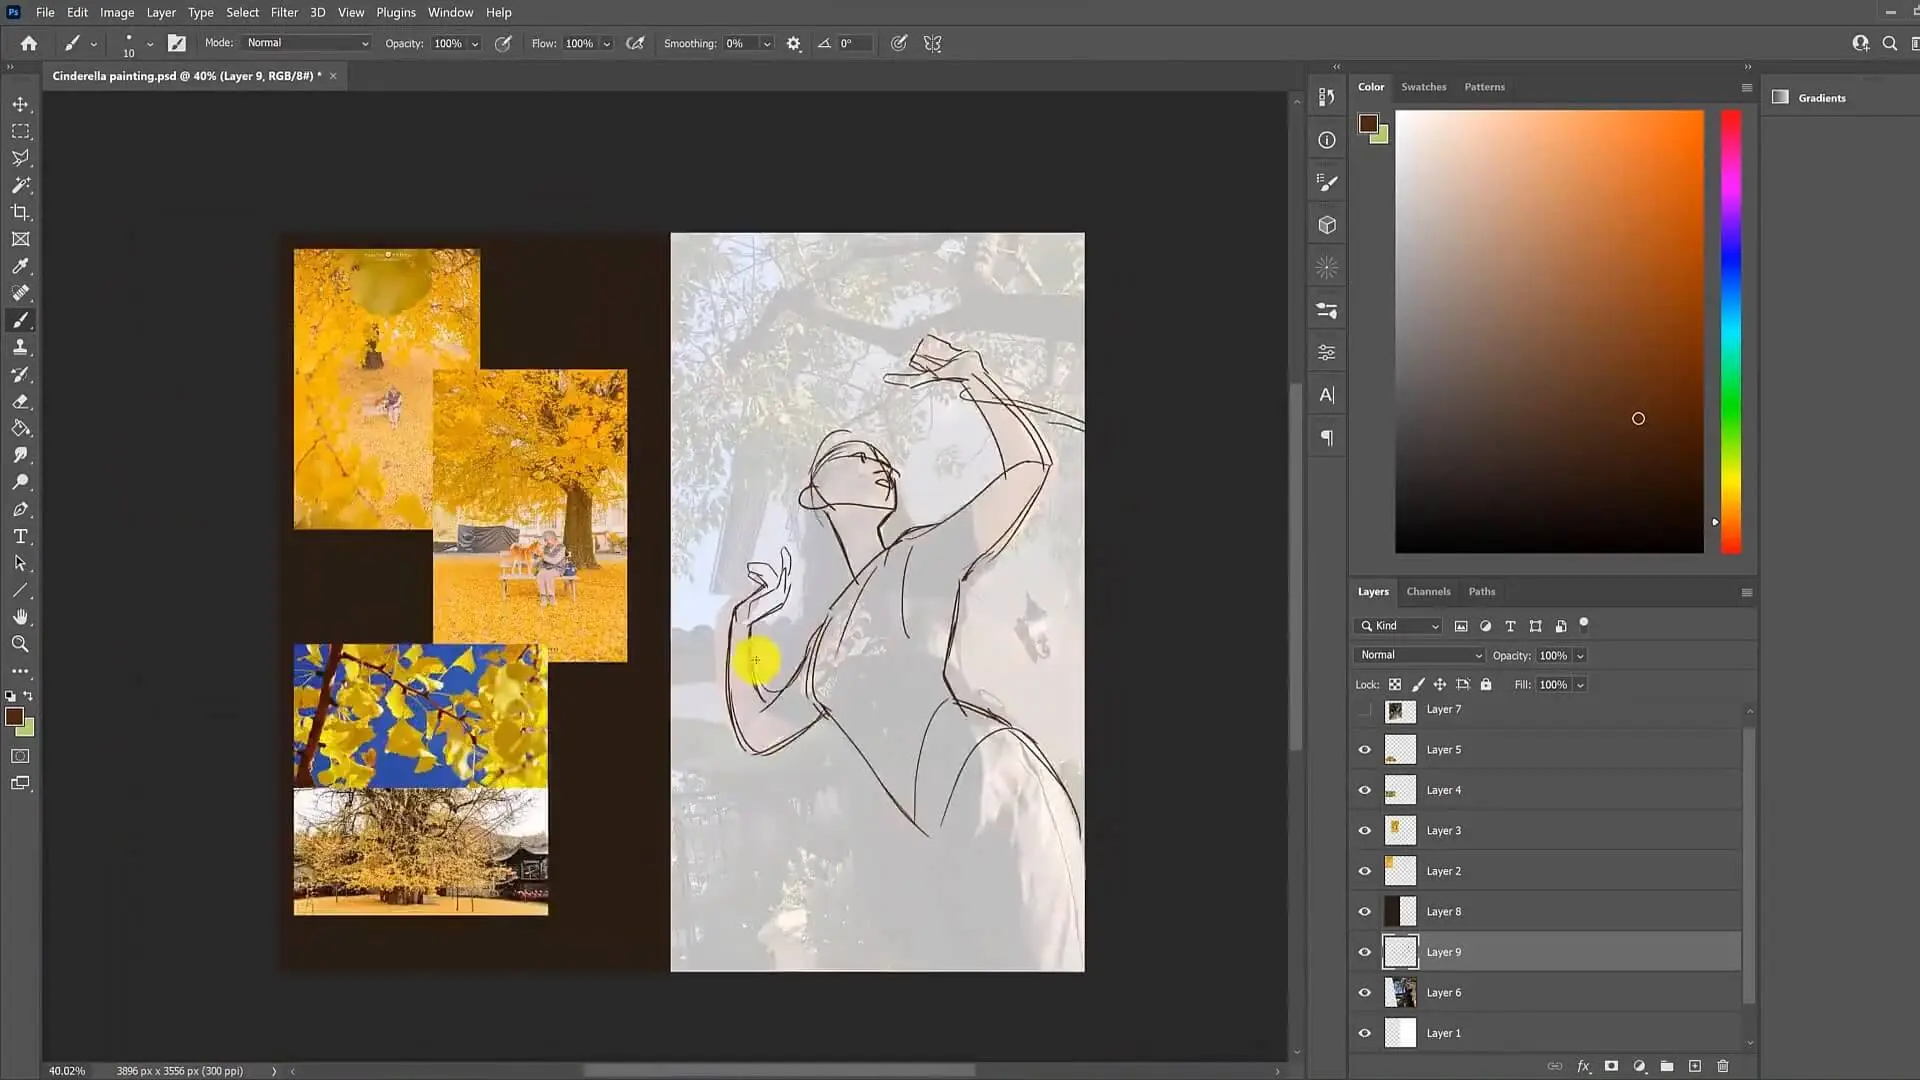 Ps File Edit Image Layer Type Select Filter 3D View Plugins Window Help
10 Mode: Normal Opacity: 100% Flow: 100% Smoothing: 0% 0°
Cinderella painting.psd @ 40% (Layer 9, RGB/8#) * ×
Color Swatches Patterns
Gradients
Layers Channels Paths
Kind
Normal Opacity: 100%
Lock: Fill: 100%
Layer 7
Layer 5
Layer 4
Layer 3
Layer 2
Layer 8
Layer 9
Layer 6
Layer 1
fx
40.02% 3896 px x 3556 px (300 ppi)